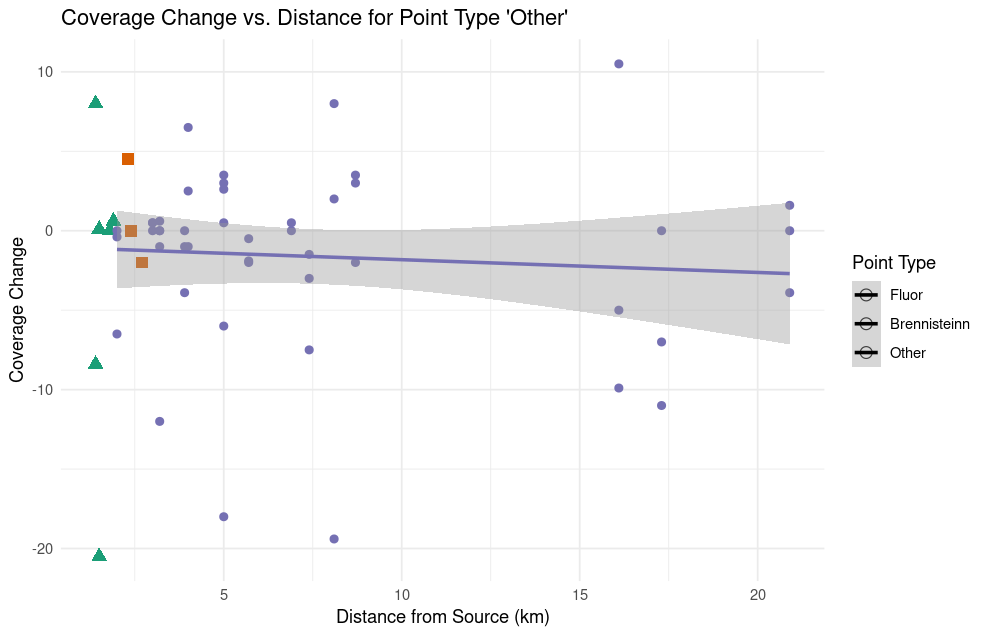 Coverage Change vs. Distance for Point Type 'Other'
10
0
-10
-20
Coverage Change
5
10
15
20
Distance from Source (km)
Point Type
Fluor
Brennisteinn
Other